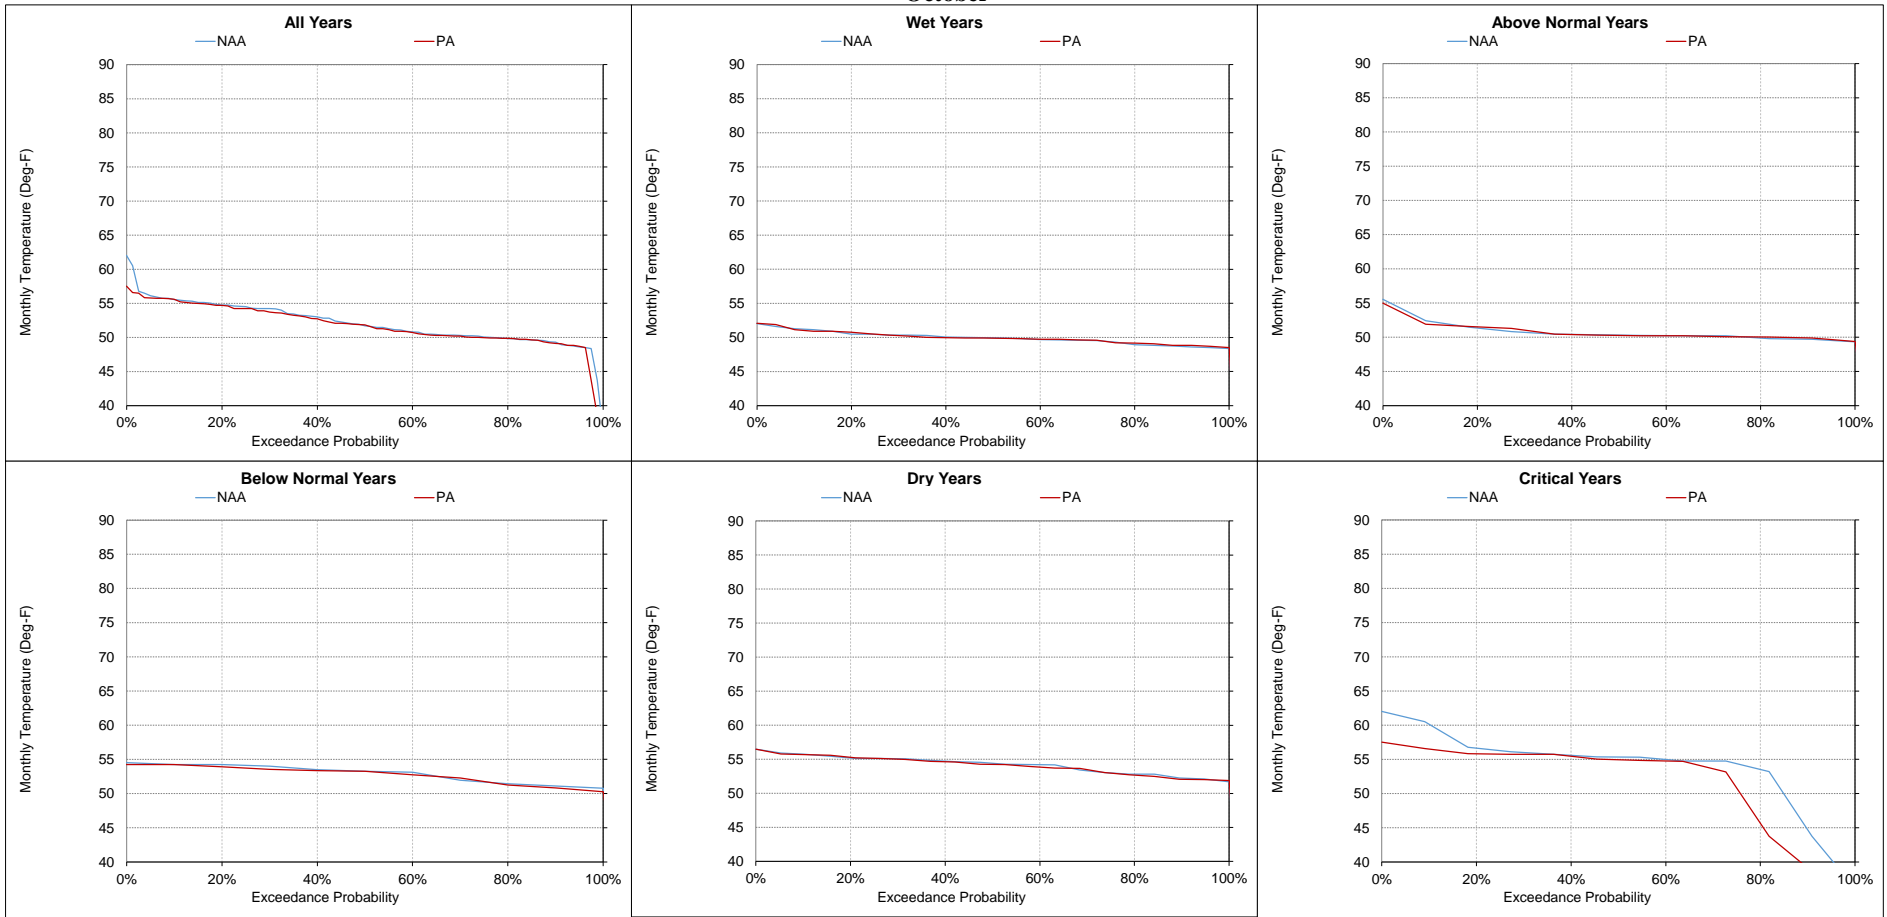 October
All Years
NAA PA
Monthly Temperature (Deg-F)
90
85
80
75
70
65
60
55
50
45
40
0% 20% 40% 60% 80% 100%
Exceedance Probability
Wet Years
NAA PA
Monthly Temperature (Deg-F)
90
85
80
75
70
65
60
55
50
45
40
0% 20% 40% 60% 80% 100%
Exceedance Probability
Above Normal Years
NAA PA
Monthly Temperature (Deg-F)
90
85
80
75
70
65
60
55
50
45
40
0% 20% 40% 60% 80% 100%
Exceedance Probability
Below Normal Years
NAA PA
Monthly Temperature (Deg-F)
90
85
80
75
70
65
60
55
50
45
40
0% 20% 40% 60% 80% 100%
Exceedance Probability
Dry Years
NAA PA
Monthly Temperature (Deg-F)
90
85
80
75
70
65
60
55
50
45
40
0% 20% 40% 60% 80% 100%
Exceedance Probability
Critical Years
NAA PA
Monthly Temperature (Deg-F)
90
85
80
75
70
65
60
55
50
45
40
0% 20% 40% 60% 80% 100%
Exceedance Probability